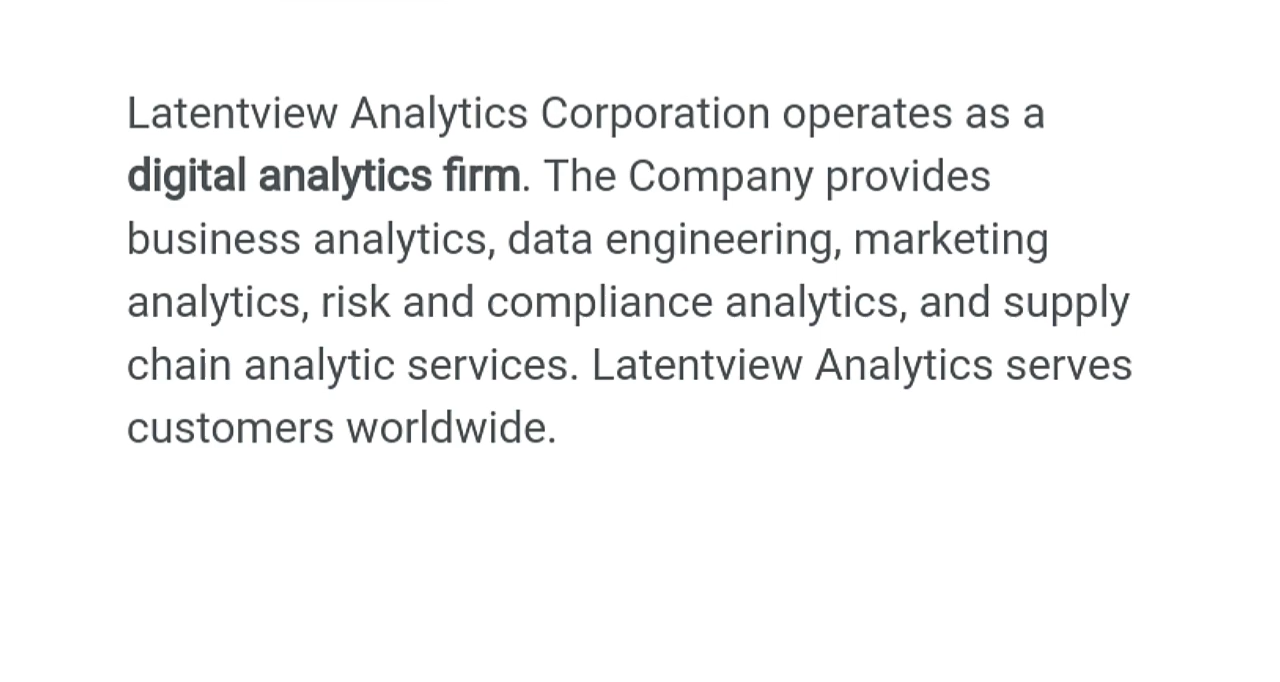 Latentview Analytics Corporation operates as a
digital analytics firm. The Company provides
business analytics, data engineering, marketing
analytics, risk and compliance analytics, and supply
chain analytic services. Latentview Analytics serves
customers worldwide.